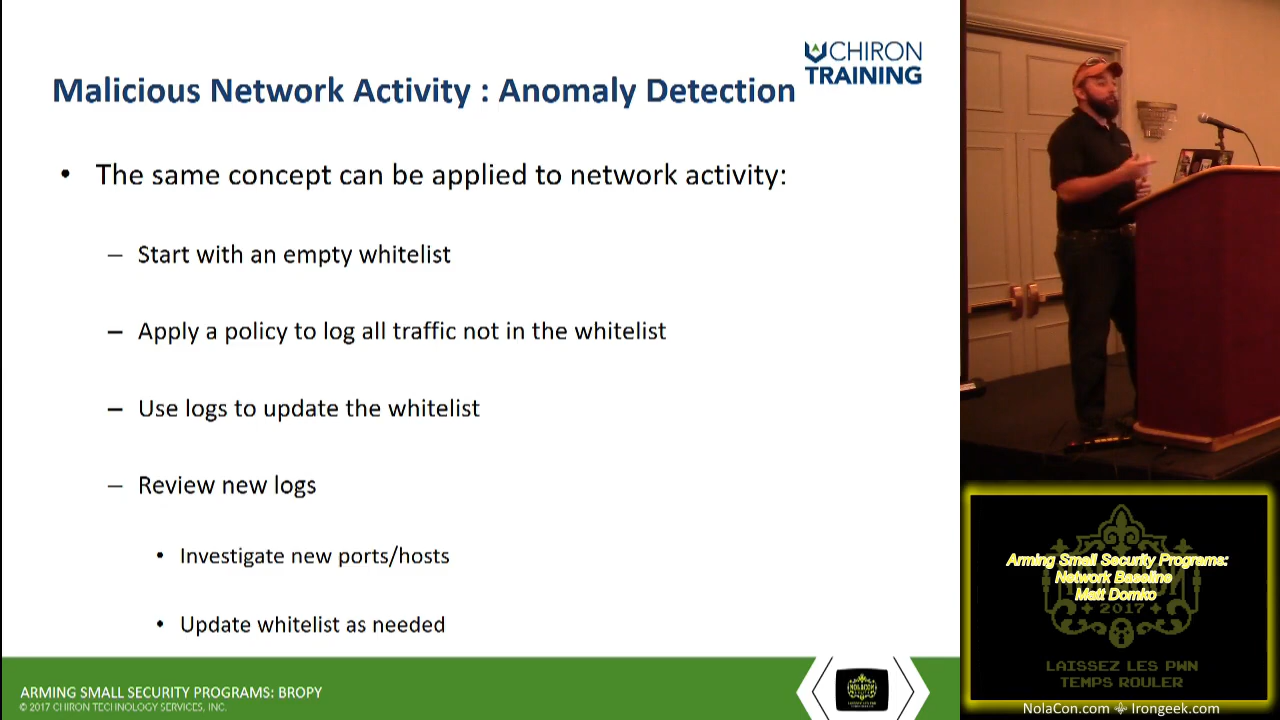 CHIRON
TRAINING
Malicious Network Activity : Anomaly Detection
• The same concept can be applied to network activity:
– Start with an empty whitelist
– Apply a policy to log all traffic not in the whitelist
– Use logs to update the whitelist
– Review new logs
• Investigate new ports/hosts
• Update whitelist as needed
ARMING SMALL SECURITY PROGRAMS: BROPY
© 2017 CHIRON TECHNOLOGY SERVICES, INC.
Arming Small Security Programs:
Network Baseline
Matt Domko
2017
LAISSEZ LES PWN
TEMPS ROULER
NolaCon.com Irongeek.com